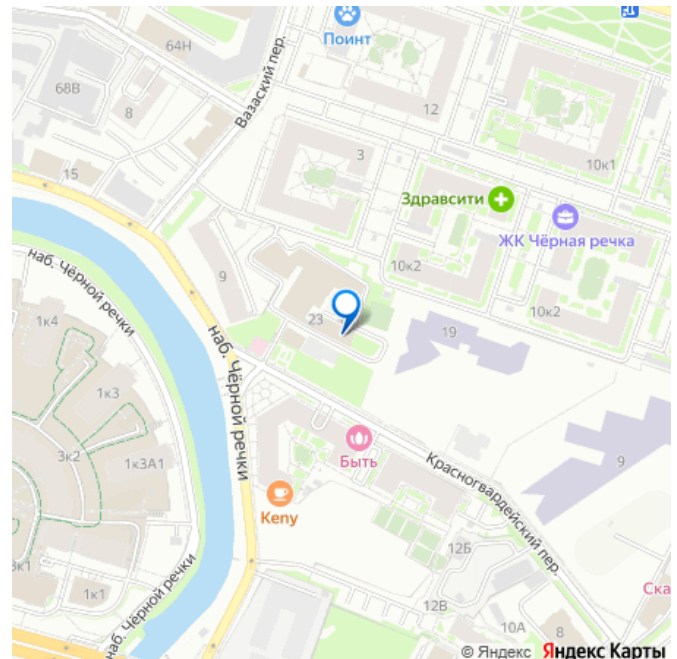 Поинт
64Н
Вазаский пер.
68В
8
12
3
10к1
15
Здравсити
ЖК Чёрная речка
наб. Чёрной речки
9
10к2
10к2
23
19
1к4
наб. Чёрной речки
1к3
3к2
1к3А1
Быть
Красногвардейский пер.
9
Keny
12Б
3к1
1к1
наб. Чёрной речки
12В
10А
8
Ска
© Яндекс Яндекс Карты